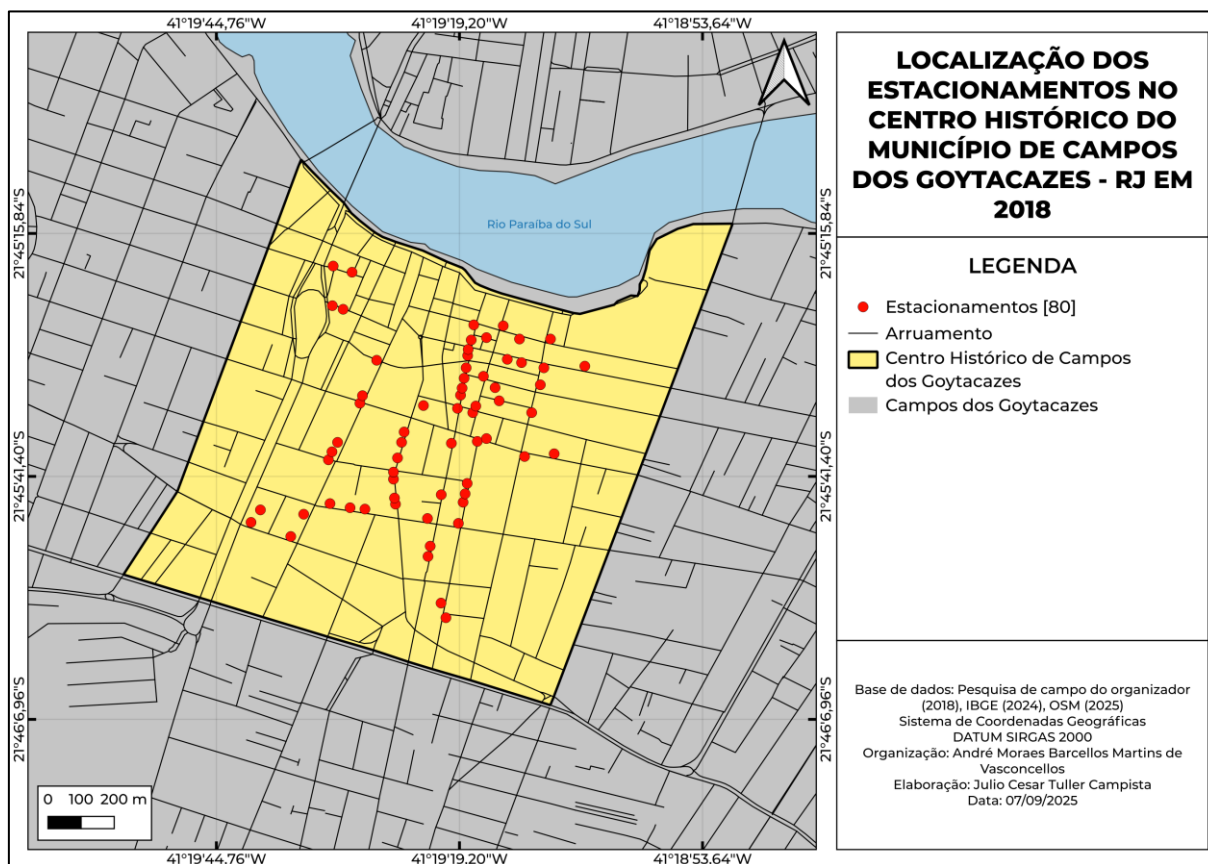 41°19'44,76"W
41°19'19,20"W
41°18'53,64"W
21°45'15,84"S
21°45'15,84"S
Rio Paraíba do Sul
21°45'41,40"S
21°45'41,40"S
21°46'6,96"S
21°46'6,96"S
0 100 200 m
41°19'44,76"W
41°19'19,20"W
41°18'53,64"W
LOCALIZAÇÃO DOS
ESTACIONAMENTOS NO
CENTRO HISTÓRICO DO
MUNICÍPIO DE CAMPOS
DOS GOYTACAZES - RJ EM
2018
LEGENDA
Estacionamentos [80]
Arruamento
Centro Histórico de Campos
dos Goytacazes
Campos dos Goytacazes
Base de dados: Pesquisa de campo do organizador
(2018), IBGE (2024), OSM (2025)
Sistema de Coordenadas Geográficas
DATUM SIRGAS 2000
Organização: André Moraes Barcellos Martins de
Vasconcellos
Elaboração: Julio Cesar Tuller Campista
Data: 07/09/2025